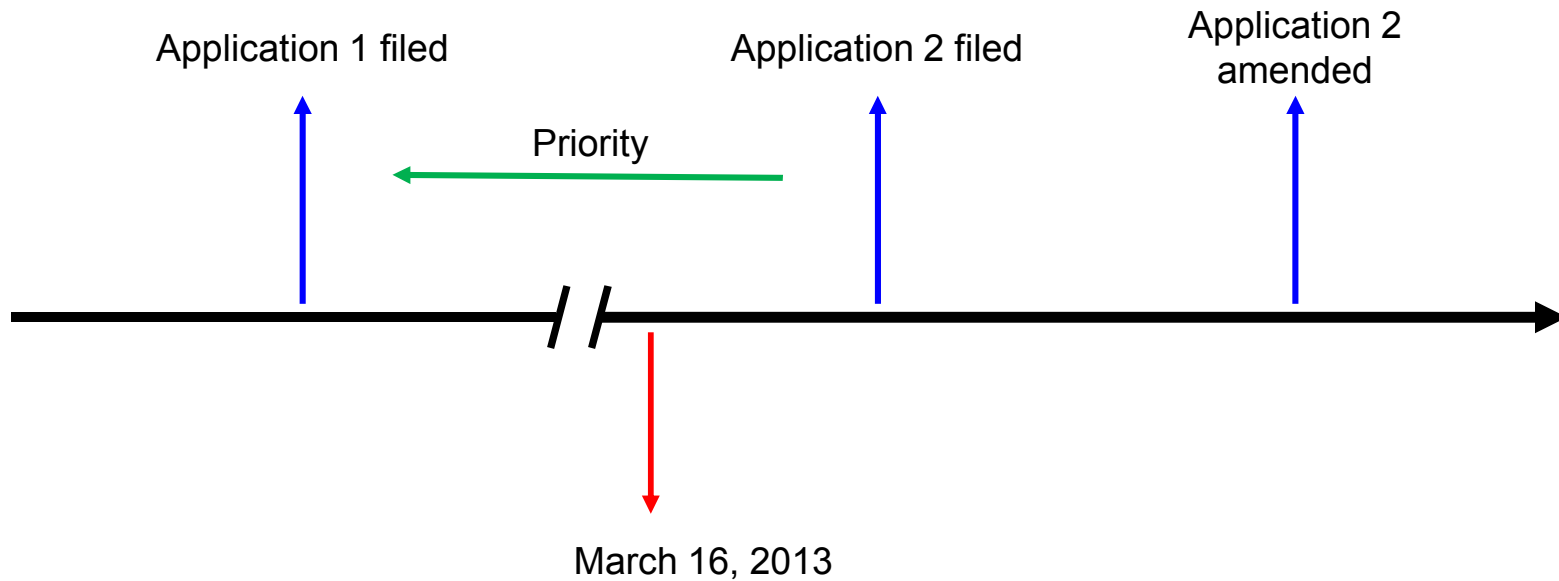 Application 1 filed
Application 2 filed
Application 2
amended
Priority
March 16, 2013